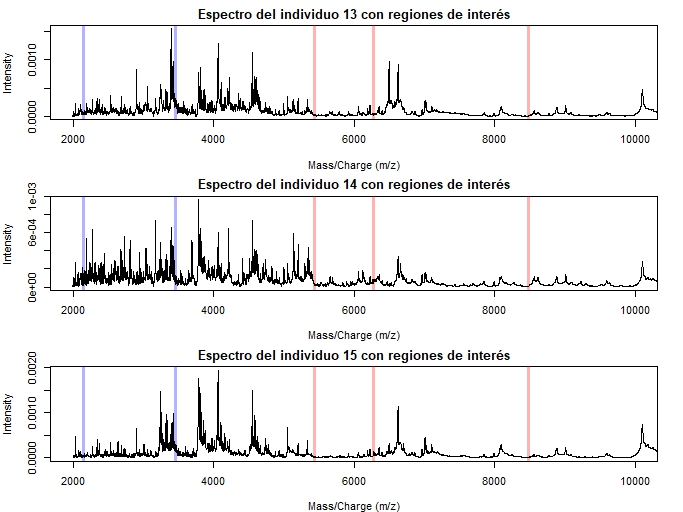 Espectro del individuo 13 con regiones de interés
Intensity
0.0010
0.0000
2000 4000 6000 8000 10000
Mass/Charge (m/z)
Espectro del individuo 14 con regiones de interés
Intensity
1e-03
6e-04
0e+00
2000 4000 6000 8000 10000
Mass/Charge (m/z)
Espectro del individuo 15 con regiones de interés
Intensity
0.0020
0.0010
0.0000
2000 4000 6000 8000 10000
Mass/Charge (m/z)